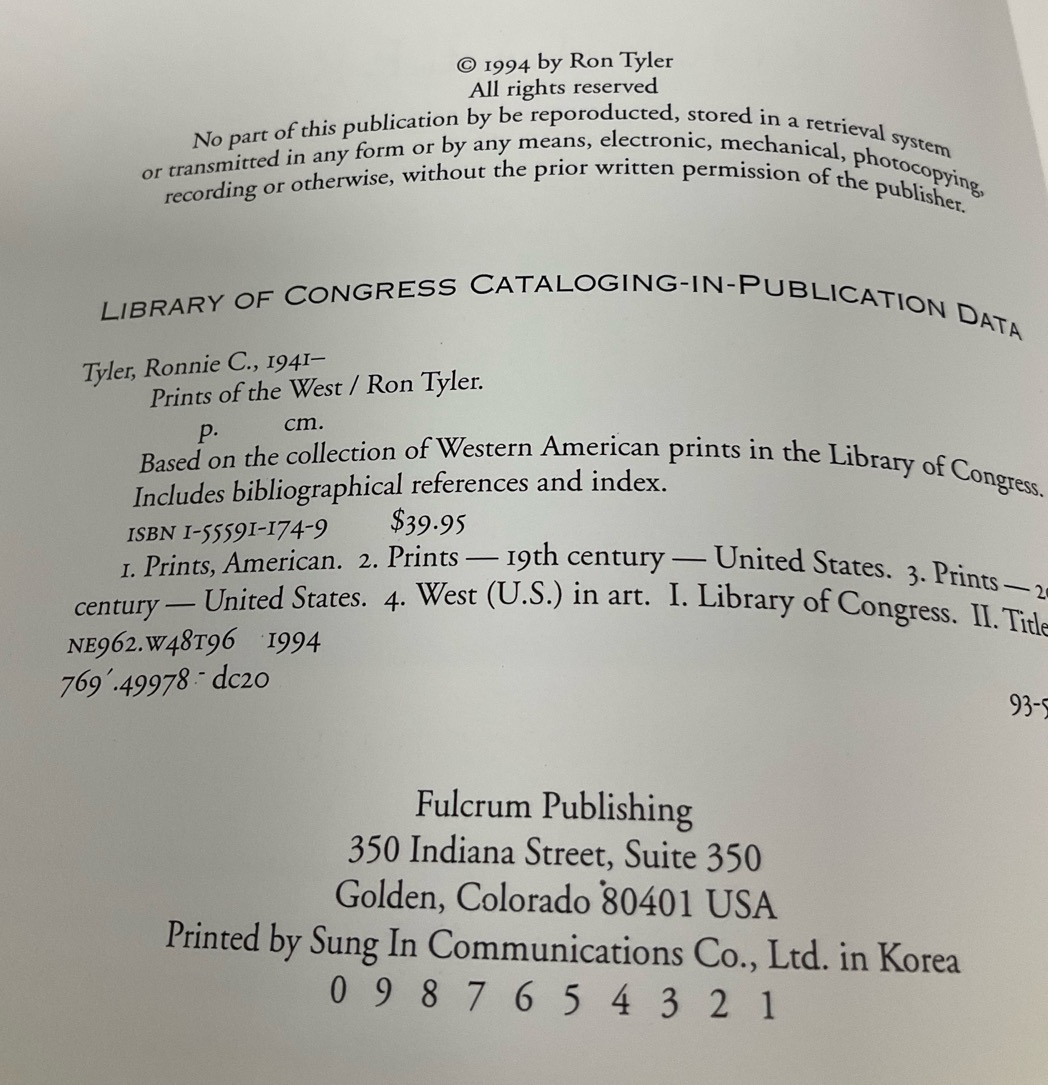 © 1994 by Ron Tyler
All rights reserved
No part of this publication by be reporoducted, stored in a retrieval system
or transmitted in any form or by any means, electronic, mechanical, photocopying,
recording or otherwise, without the prior written permission of the publisher.
LIBRARY OF CONGRESS CATALOGING-IN-PUBLICATION DATA
Tyler, Ronnie C., 1941–
Prints of the West / Ron Tyler.
p. cm.
Based on the collection of Western American prints in the Library of Congress.
Includes bibliographical references and index.
ISBN 1-55591-174-9 $39.95
1. Prints, American. 2. Prints — 19th century — United States. 3. Prints —
century — United States. 4. West (U.S.) in art. I. Library of Congress. II. Title
NE962.W48T96 1994
769´.49978 - dc20
93-5
Fulcrum Publishing
350 Indiana Street, Suite 350
Golden, Colorado 80401 USA
Printed by Sung In Communications Co., Ltd. in Korea
0 9 8 7 6 5 4 3 2 1